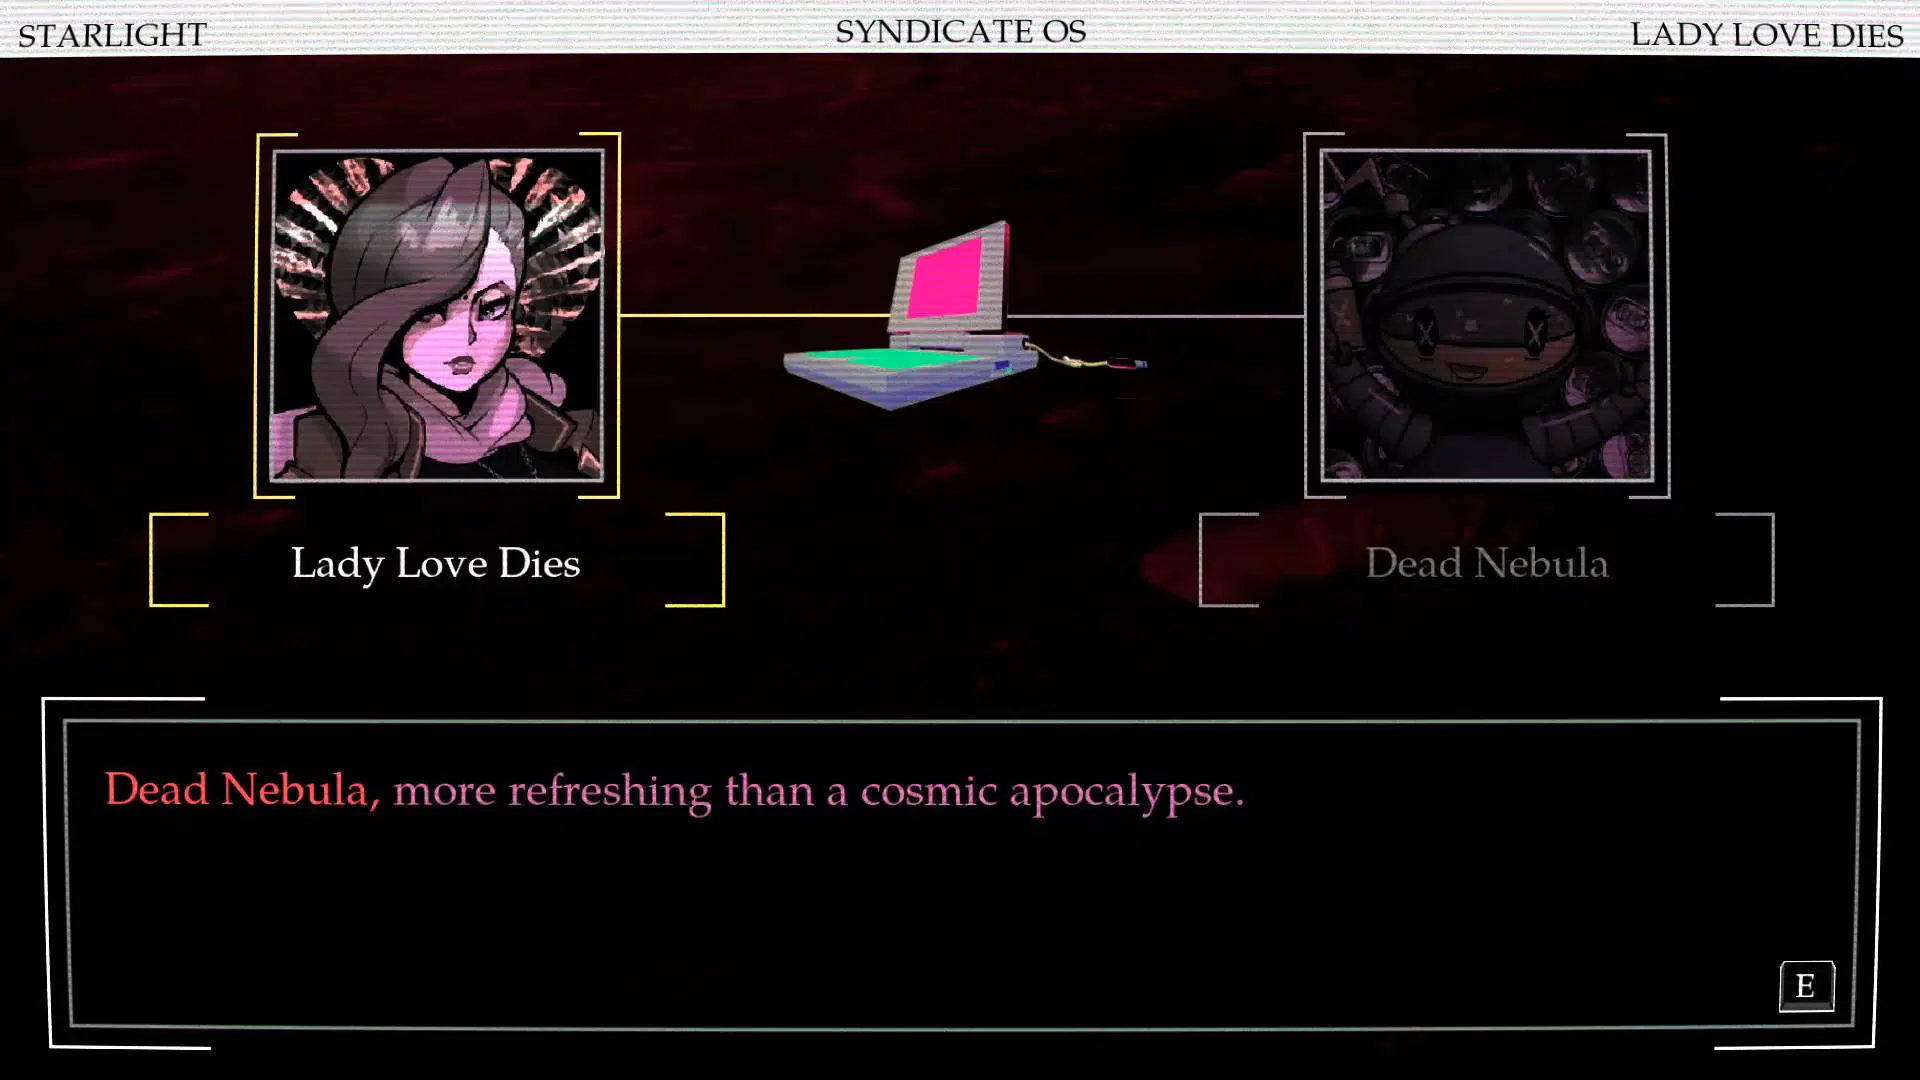 STARLIGHT
SYNDICATE OS
LADY LOVE DIES
Lady Love Dies
Dead Nebula
Dead Nebula, more refreshing than a cosmic apocalypse.
E